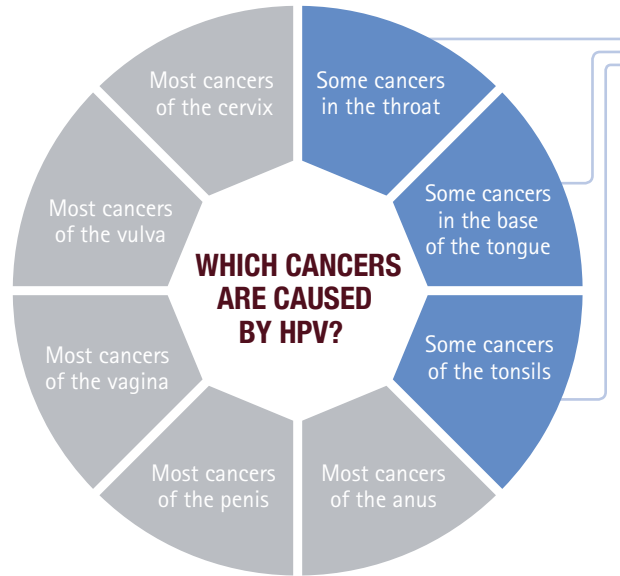 WHICH CANCERS
ARE CAUSED
BY HPV?
Some cancers
in the throat
Some cancers
in the base
of the tongue
Some cancers
of the tonsils
Most cancers
of the anus
Most cancers
of the penis
Most cancers
of the vagina
Most cancers
of the vulva
Most cancers
of the cervix